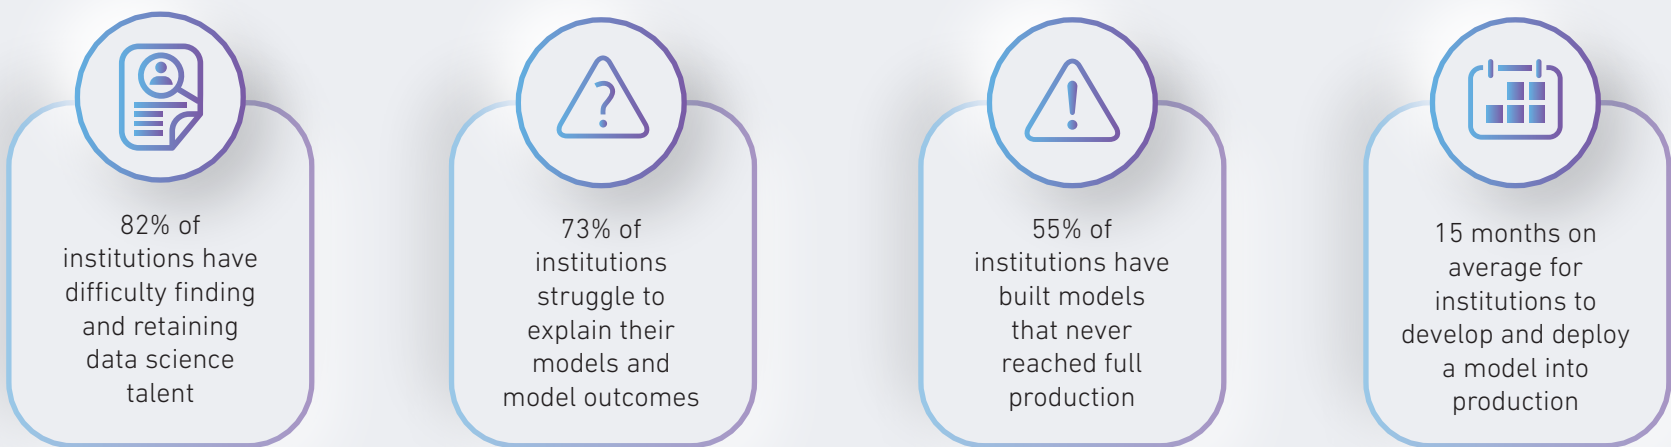 82% of
institutions have
difficulty finding
and retaining
data science
talent
73% of
institutions
struggle to
explain their
models and
model outcomes
55% of
institutions have
built models
that never
reached full
production
15 months on
average for
institutions to
develop and deploy
a model into
production